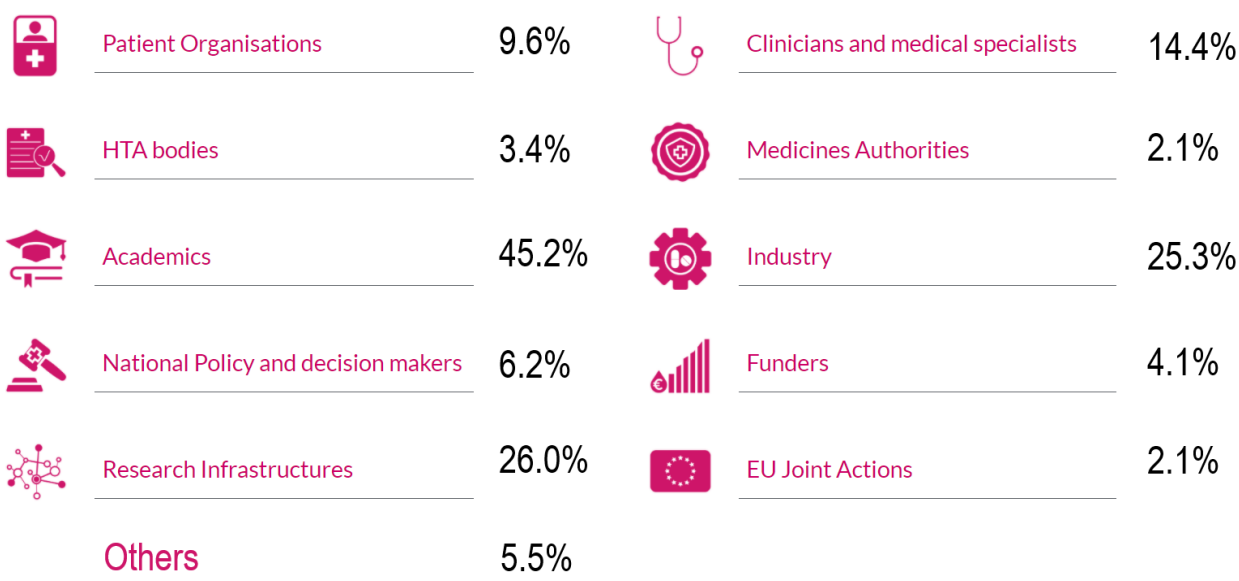 Patient Organisations 9.6%
Clinicians and medical specialists 14.4%
HTA bodies 3.4%
Medicines Authorities 2.1%
Academics 45.2%
Industry 25.3%
National Policy and decision makers 6.2%
€ Funders 4.1%
Research Infrastructures 26.0%
EU Joint Actions 2.1%
Others 5.5%